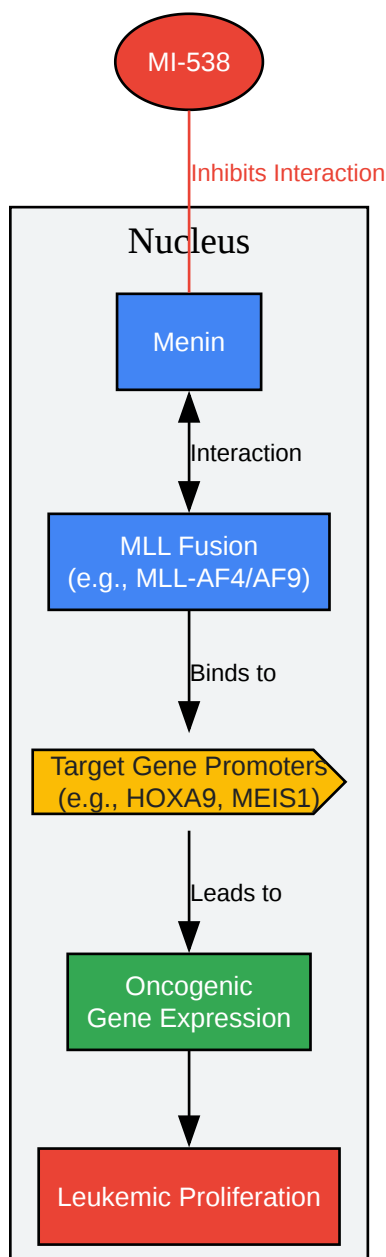 MI-538
Inhibits Interaction
Nucleus
Menin
Interaction
MLL Fusion
(e.g., MLL-AF4/AF9)
Binds to
Target Gene Promoters
(e.g., HOXA9, MEIS1)
Leads to
Oncogenic
Gene Expression
Leukemic Proliferation